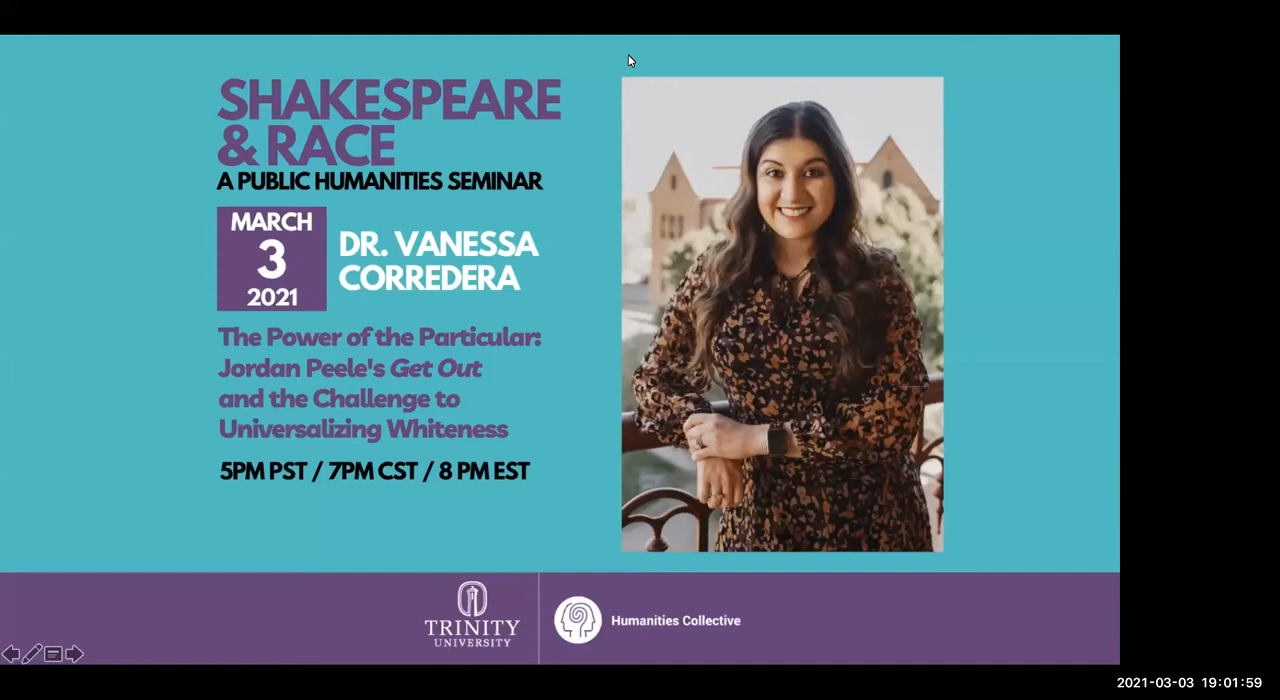 SHAKESPEARE
& RACE
A PUBLIC HUMANITIES SEMINAR
MARCH
3
2021
DR. VANESSA
CORREDERA
The Power of the Particular:
Jordan Peele's Get Out
and the Challenge to
Universalizing Whiteness
5PM PST / 7PM CST / 8 PM EST
TRINITY
UNIVERSITY
Humanities Collective
2021-03-03 19:01:59